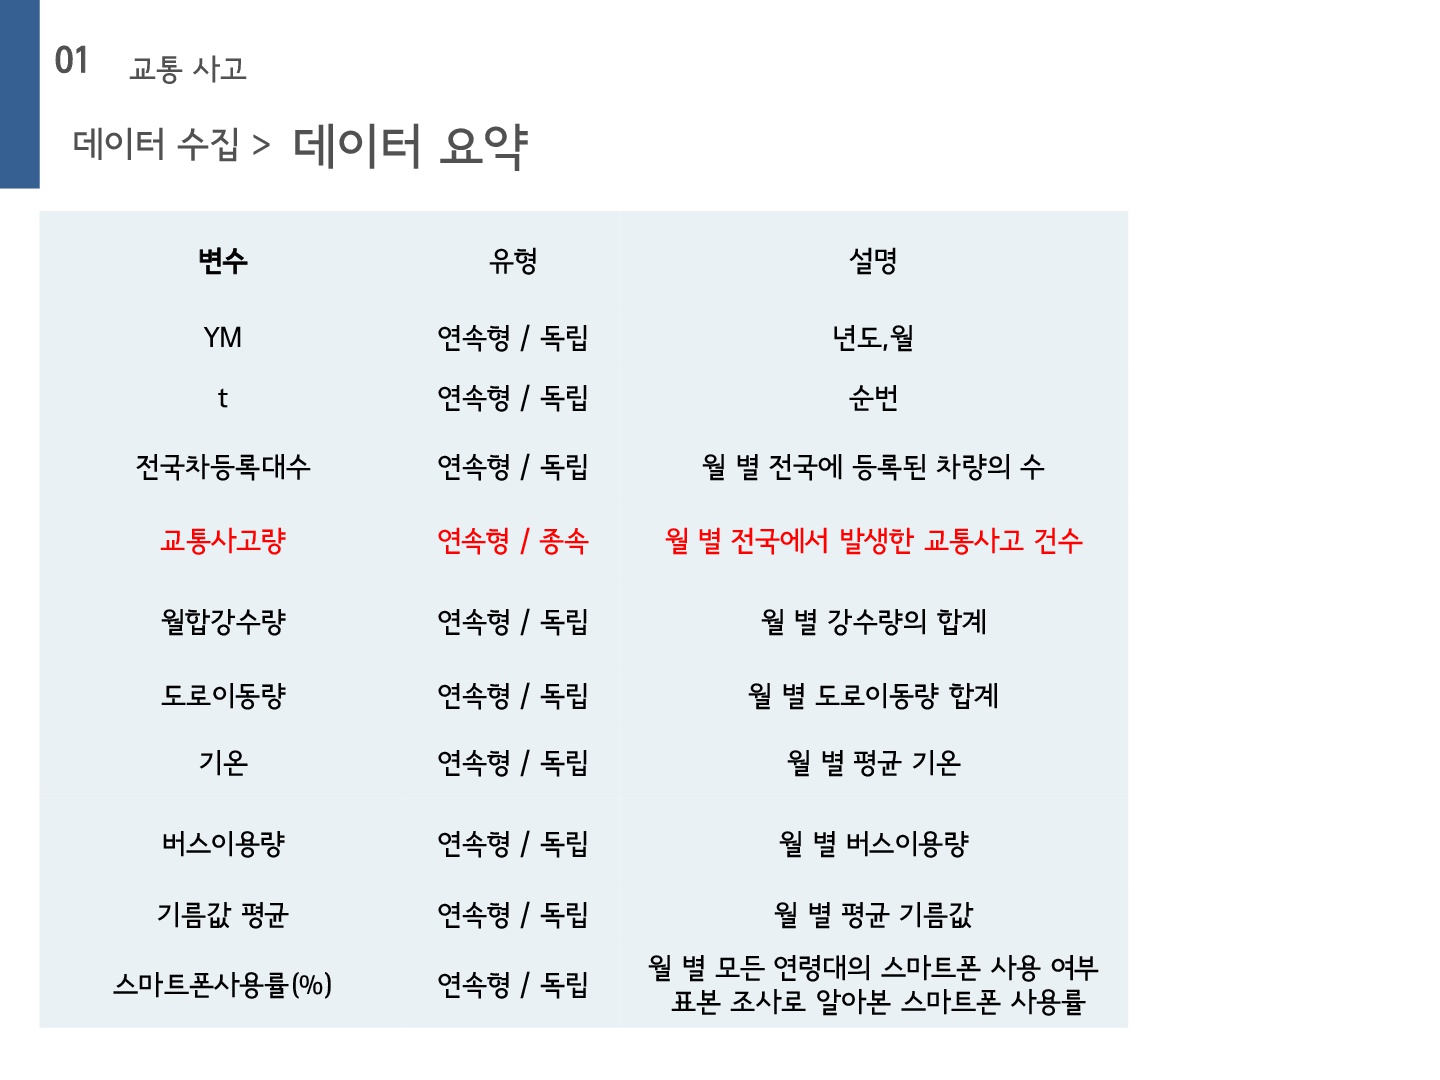 01 교통 사고
데이터 수집 > 데이터 요약
변수 유형 설명
YM 연속형 / 독립 년도,월
t 연속형 / 독립 순번
전국차등록대수 연속형 / 독립 월 별 전국에 등록된 차량의 수
교통사고량 연속형 / 종속 월 별 전국에서 발생한 교통사고 건수
월합강수량 연속형 / 독립 월 별 강수량의 합계
도로이동량 연속형 / 독립 월 별 도로이동량 합계
기온 연속형 / 독립 월 별 평균 기온
버스이용량 연속형 / 독립 월 별 버스이용량
기름값 평균 연속형 / 독립 월 별 평균 기름값
스마트폰사용률(%) 연속형 / 독립 월 별 모든 연령대의 스마트폰 사용 여부
표본 조사로 알아본 스마트폰 사용률